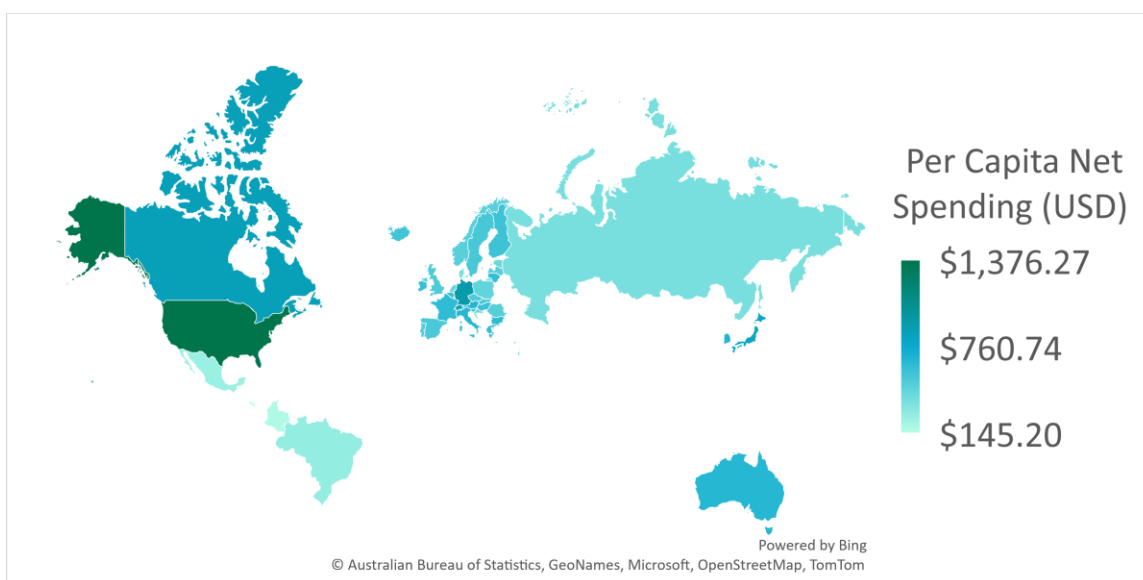 Per Capita Net
Spending (USD)
$1,376.27
$760.74
$145.20
Powered by Bing
© Australian Bureau of Statistics, GeoNames, Microsoft, OpenStreetMap, TomTom